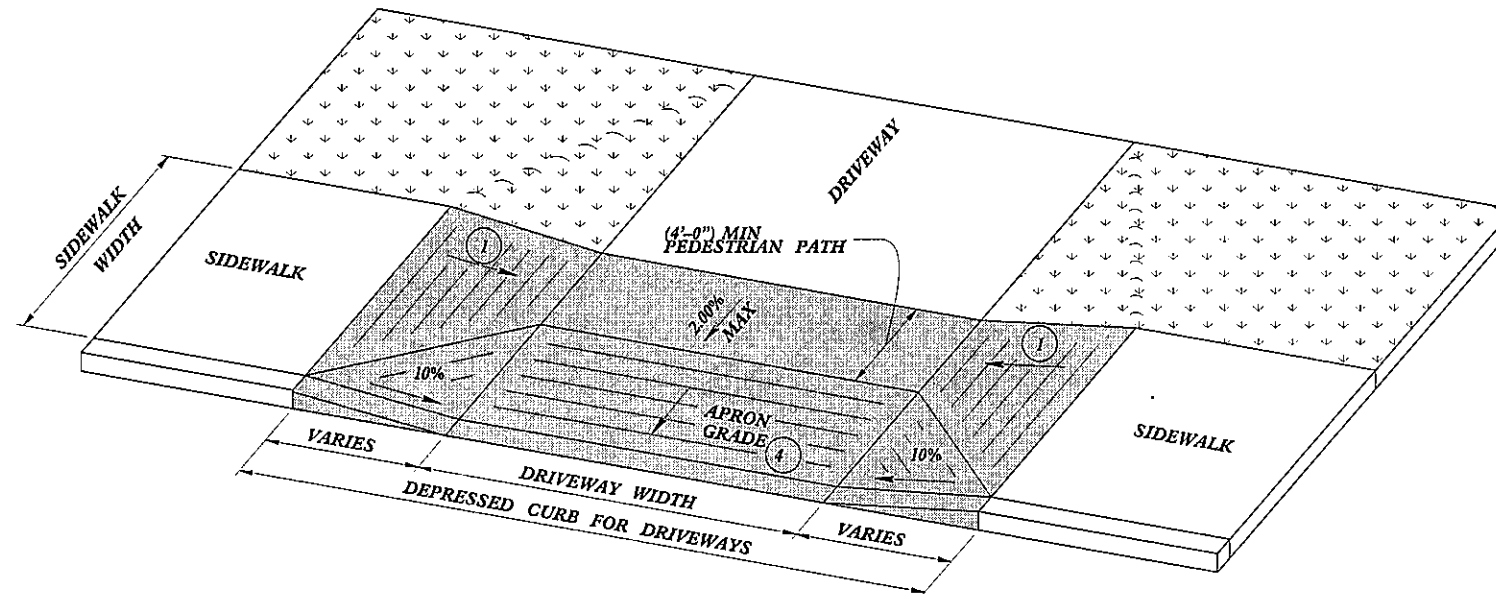 SIDEWALK
WIDTH
SIDEWALK
DRIVEWAY
(4'-0") MIN
PEDESTRIAN PATH
1
2.00%
MAX
1
10%
APRON
GRADE
4
10%
SIDEWALK
VARIES
DRIVEWAY WIDTH
VARIES
DEPRESSED CURB FOR DRIVEWAYS